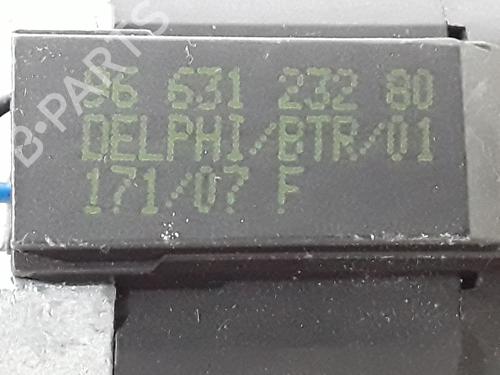 B-PARTS
96 631 232 80
DELPHI/BTR/01
171/07 F